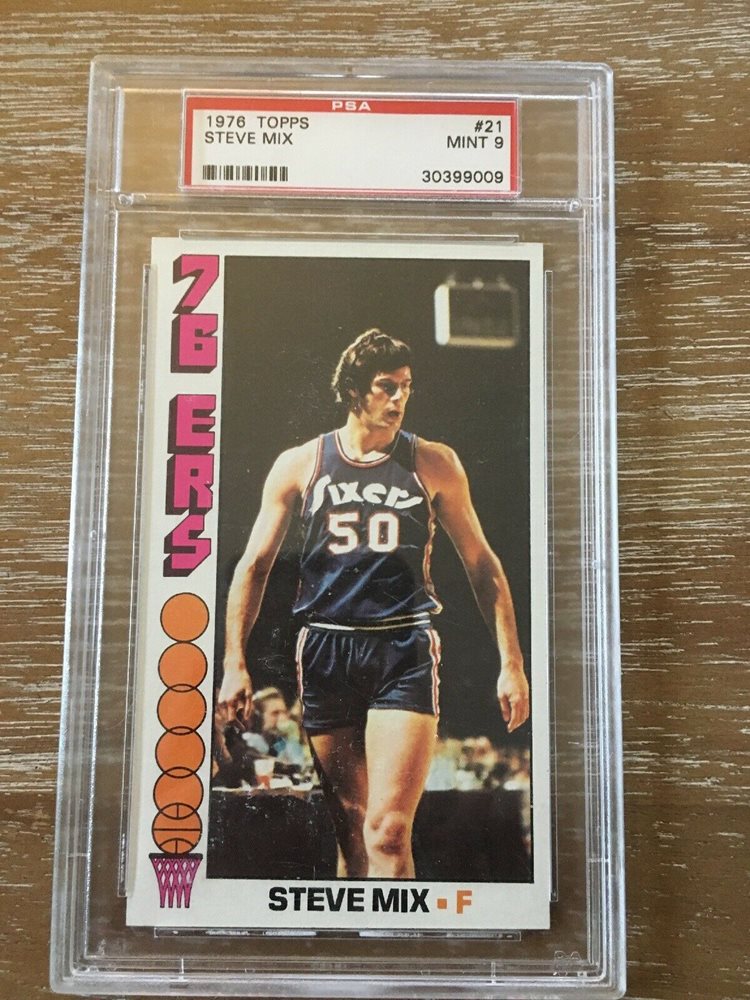 PSA
1976 TOPPS #21
STEVE MIX MINT 9
30399009
76
ERS
Sixers
50
STEVE MIX ▪ F